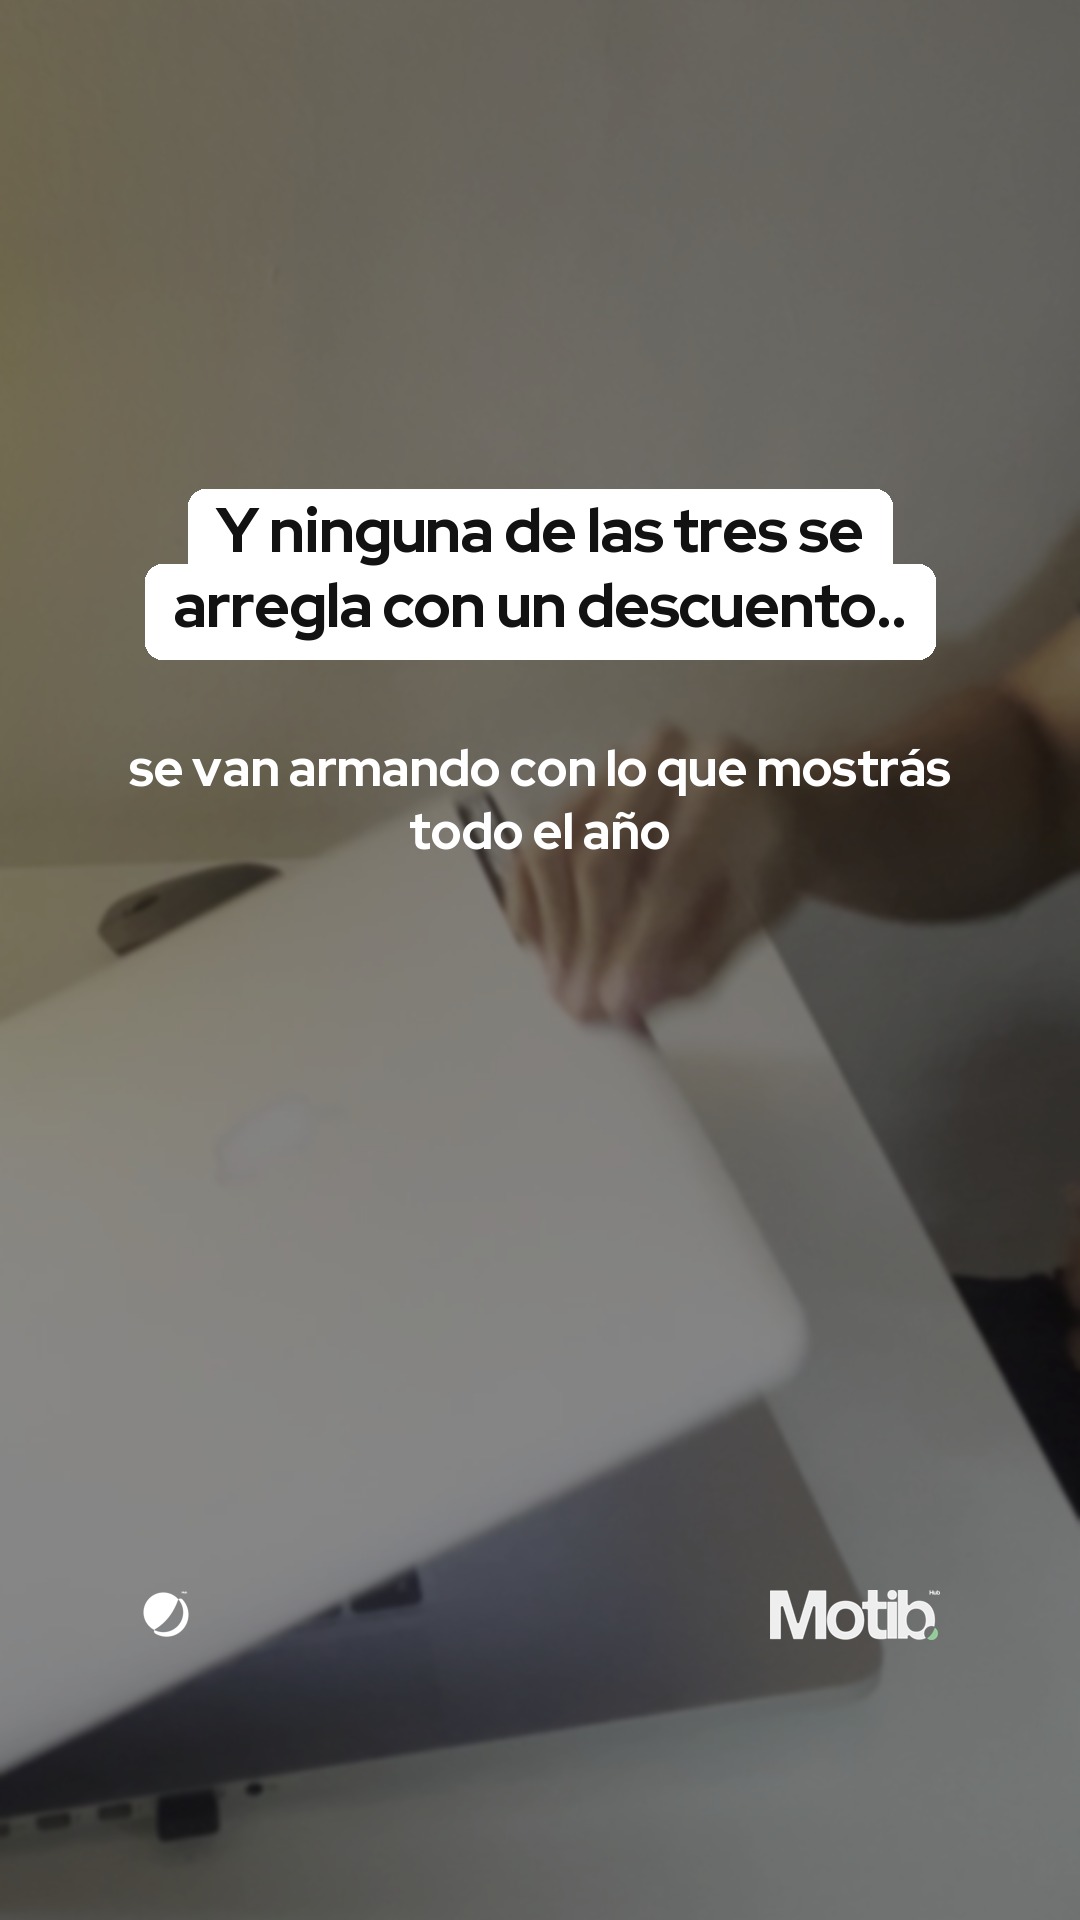 Y ninguna de las tres se
arregla con un descuento..
se van armando con lo que mostrás
todo el año
Motib
Hub